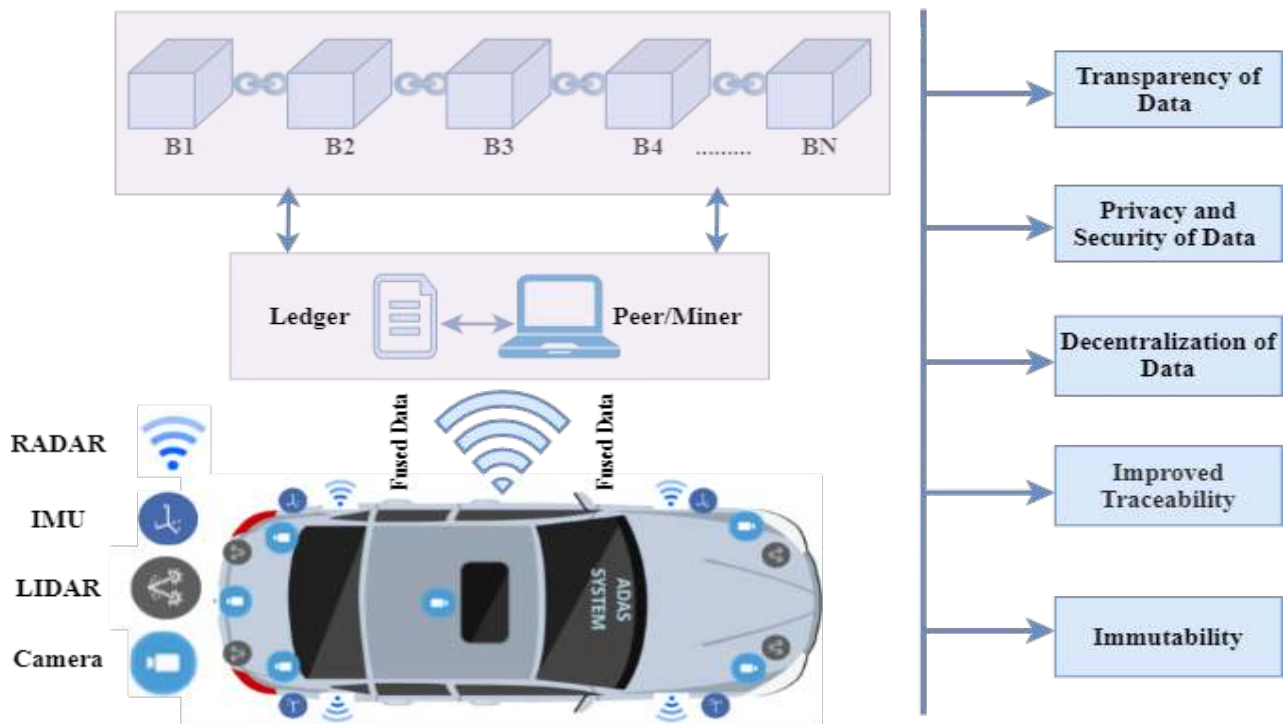 B1
B2
B3
B4
.........
BN
Ledger
Peer/Miner
Fused Data
Fused Data
RADAR
IMU
LIDAR
Camera
ADAS
SYSTEM
Transparency of
Data
Privacy and
Security of Data
Decentralization of
Data
Improved
Traceability
Immutability